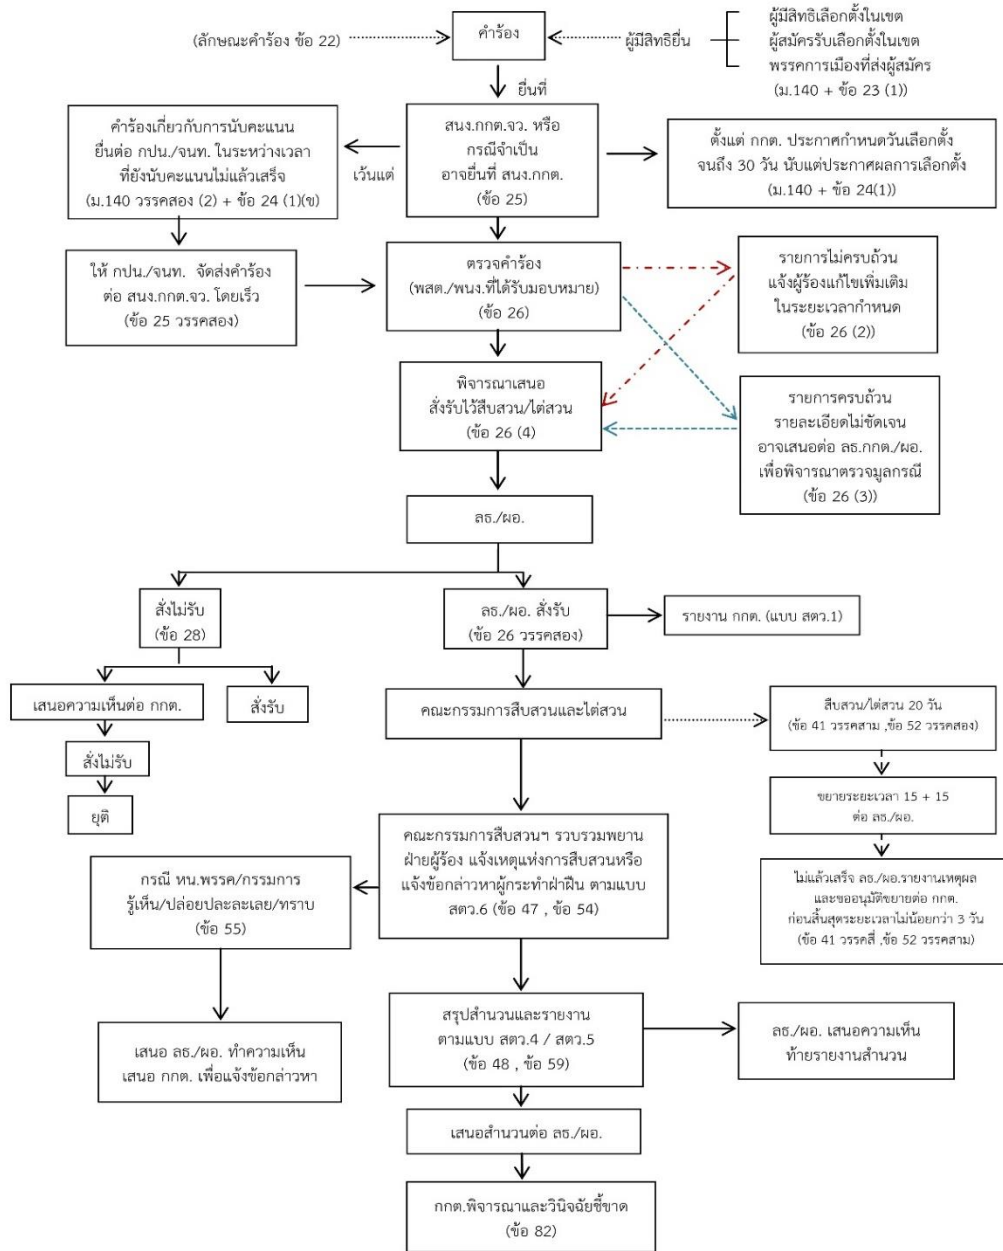 (ลักษณะคำร้อง ข้อ 22)
คำร้อง
ผู้มีสิทธิยื่น
ผู้มีสิทธิเลือกตั้งในเขต
ผู้สมัครรับเลือกตั้งในเขต
พรรคการเมืองที่ส่งผู้สมัคร
(ม.140 + ข้อ 23 (1))
ยื่นที่
คำร้องเกี่ยวกับการนับคะแนน
ยื่นต่อ กปน./จนท. ในระหว่างเวลา
ที่ยังนับคะแนนไม่แล้วเสร็จ
(ม.140 วรรคสอง (2) + ข้อ 24 (1)(ข)
เว้นแต่
สนง.กกต.จว. หรือ
กรณีจำเป็น
อาจยื่นที่ สนง.กกต.
(ข้อ 25)
ตั้งแต่ กกต. ประกาศกำหนดวันเลือกตั้ง
จนถึง 30 วัน นับแต่ประกาศผลการเลือกตั้ง
(ม.140 + ข้อ 24(1))
ให้ กปน./จนท. จัดส่งคำร้อง
ต่อ สนง.กกต.จว. โดยเร็ว
(ข้อ 25 วรรคสอง)
ตรวจคำร้อง
(พสต./พนง.ที่ได้รับมอบหมาย)
(ข้อ 26)
รายการไม่ครบถ้วน
แจ้งผู้ร้องแก้ไขเพิ่มเติม
ในระยะเวลากำหนด
(ข้อ 26 (2))
พิจารณาเสนอ
สั่งรับไว้สืบสวน/ไต่สวน
(ข้อ 26 (4)
รายการครบถ้วน
รายละเอียดไม่ชัดเจน
อาจเสนอต่อ ลธ.กกต./ผอ.
เพื่อพิจารณาตรวจมูลกรณี
(ข้อ 26 (3))
ลธ./ผอ.
สั่งไม่รับ
(ข้อ 28)
ลธ./ผอ. สั่งรับ
(ข้อ 26 วรรคสอง)
รายงาน กกต. (แบบ สตว.1)
เสนอความเห็นต่อ กกต.
สั่งรับ
สั่งไม่รับ
ยุติ
คณะกรรมการสืบสวนและไต่สวน
สืบสวน/ไต่สวน 20 วัน
(ข้อ 41 วรรคสาม ,ข้อ 52 วรรคสอง)
ขยายระยะเวลา 15 + 15
ต่อ ลธ./ผอ.
ไม่แล้วเสร็จ ลธ./ผอ.รายงานเหตุผล
และขออนุมัติขยายต่อ กกต.
ก่อนสิ้นสุดระยะเวลาไม่น้อยกว่า 3 วัน
(ข้อ 41 วรรคสี่ ,ข้อ 52 วรรคสาม)
คณะกรรมการสืบสวนฯ รวบรวมพยาน
ฝ่ายผู้ร้อง แจ้งเหตุแห่งการสืบสวนหรือ
แจ้งข้อกล่าวหาผู้กระทำฝ่าฝืน ตามแบบ
สตว.6 (ข้อ 47 , ข้อ 54)
กรณี หน.พรรค/กรรมการ
รู้เห็น/ปล่อยปละละเลย/ทราบ
(ข้อ 55)
เสนอ ลธ./ผอ. ทำความเห็น
เสนอ กกต. เพื่อแจ้งข้อกล่าวหา
สรุปสำนวนและรายงาน
ตามแบบ สตว.4 / สตว.5
(ข้อ 48 , ข้อ 59)
ลธ./ผอ. เสนอความเห็น
ท้ายรายงานสำนวน
เสนอสำนวนต่อ ลธ./ผอ.
กกต.พิจารณาและวินิจฉัยชี้ขาด
(ข้อ 82)